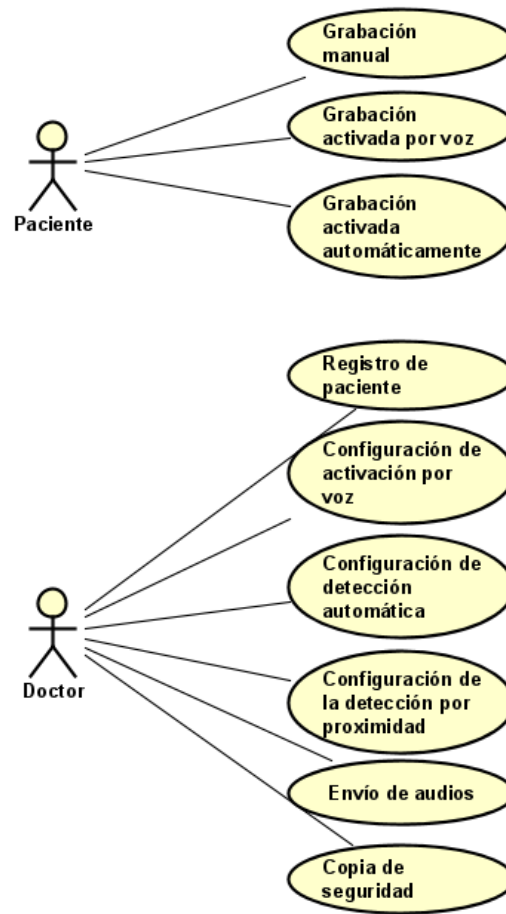 Grabación
manual
Grabación
activada por voz
Paciente
Grabación
activada
automáticamente
Registro de
paciente
Configuración de
activación por
voz
Configuración de
detección
automática
Doctor
Configuración de
la detección por
proximidad
Envío de audios
Copia de
seguridad